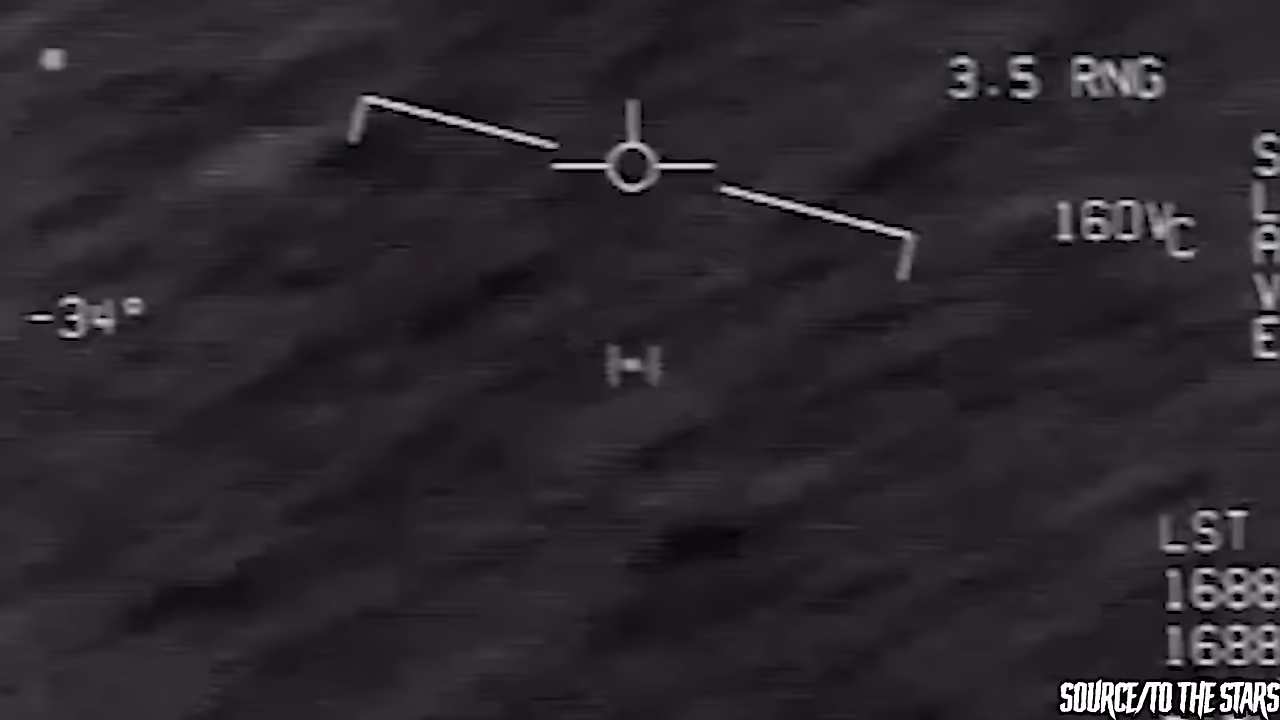 3.5 RNG
160Vc
-34°
SLAVE
LST
1688
1688
SOURCE/TO THE STARS